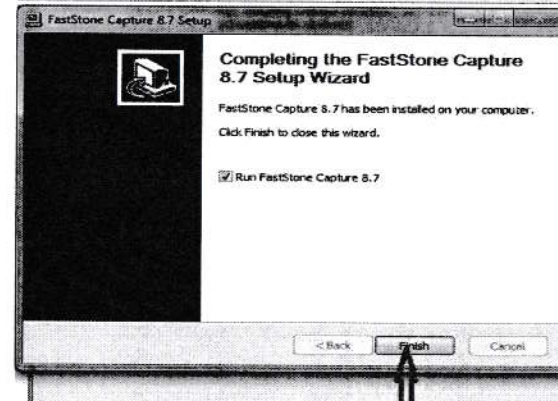 FastStone Capture 8.7 Setup
Completing the FastStone Capture
8.7 Setup Wizard
FastStone Capture 8.7 has been installed on your computer.
Click Finish to close this wizard.
Run FastStone Capture 8.7
< Back
Finish
Cancel